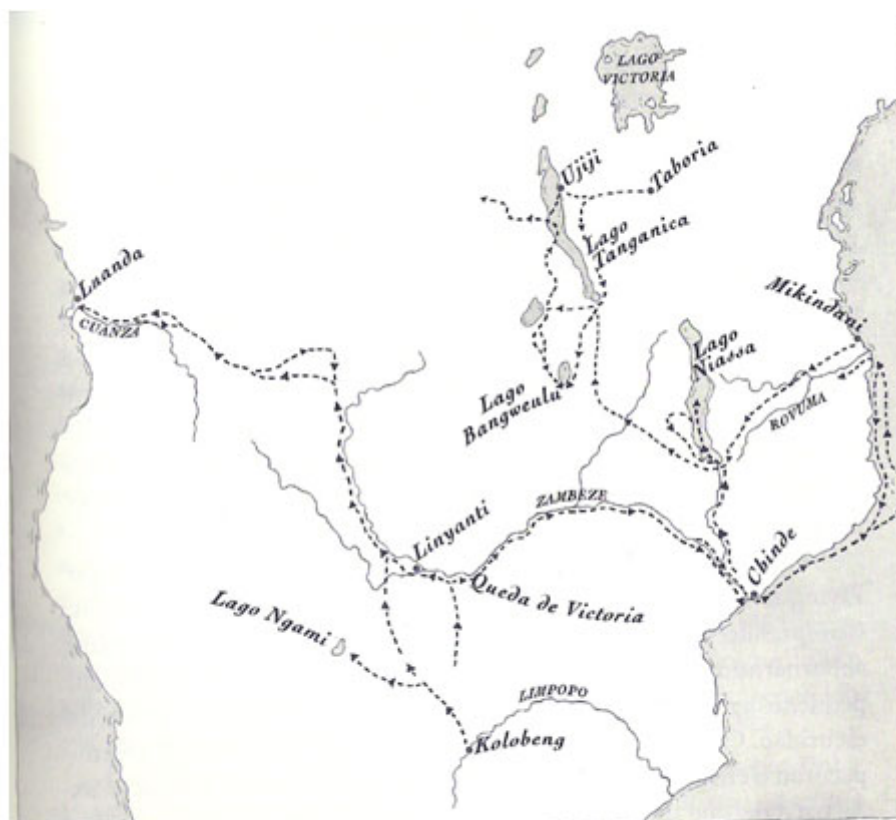 LAGO
VICTORIA
Ujiji
Taboria
Lago
Tanganica
Luanda
CUANZA
Mikindani
Lago
Niassa
Lago
Bangweulu
ROVUMA
ZAMBEZE
Linyanti
Queda de Victoria
Chinde
Lago Ngami
LIMPOPO
Kolobeng